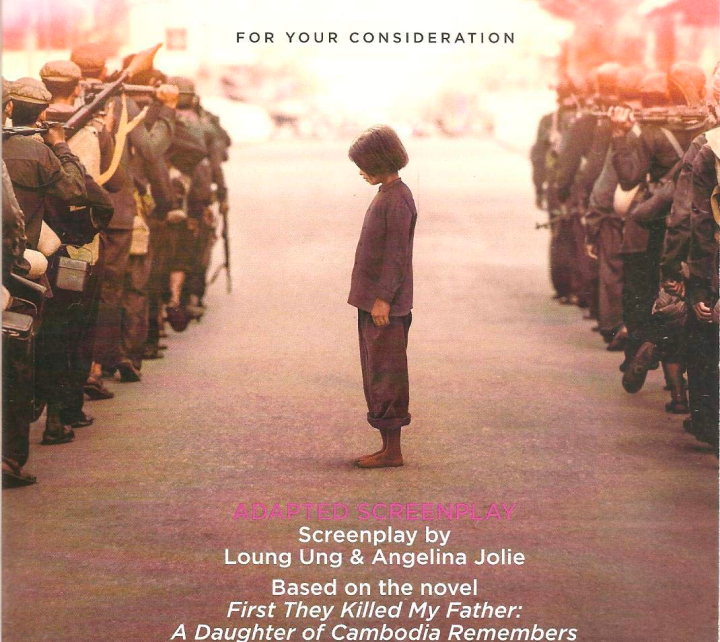 FOR YOUR CONSIDERATION
ADAPTED SCREENPLAY
Screenplay by
Loung Ung & Angelina Jolie
Based on the novel
First They Killed My Father:
A Daughter of Cambodia Remembers